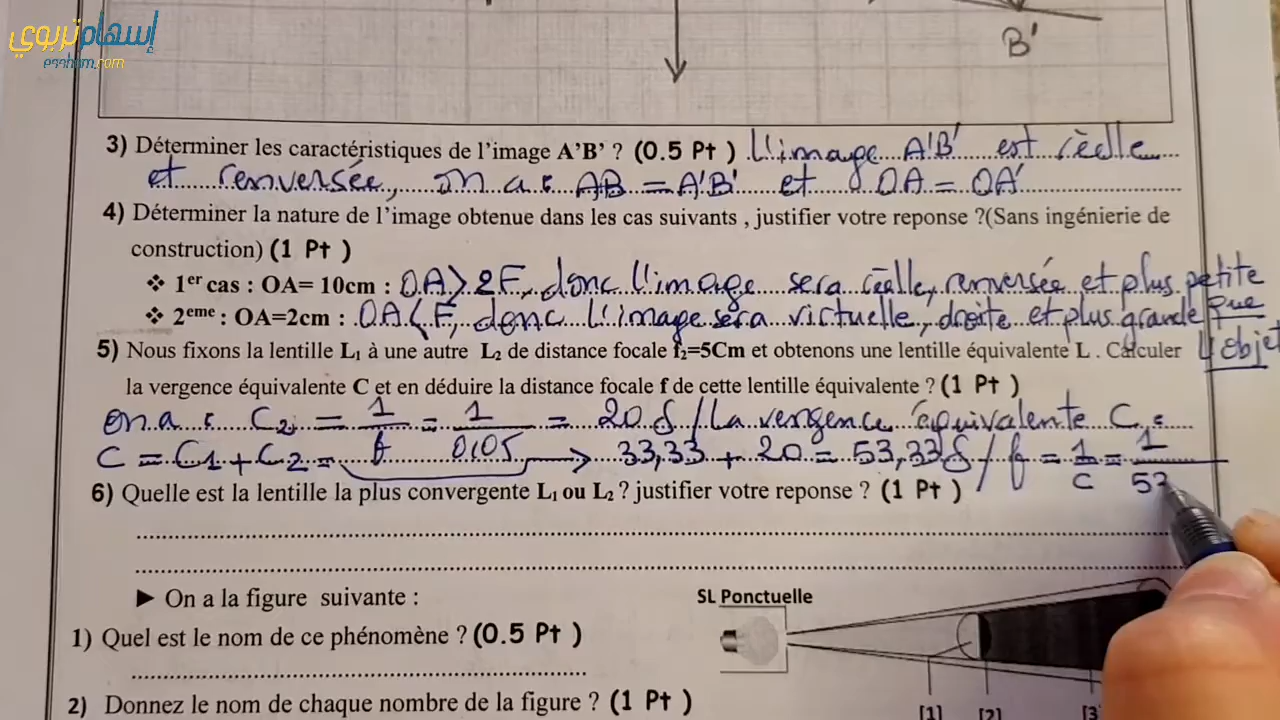 إسهام تربوي
esoham.com
B'
3) Déterminer les caractéristiques de l'image A'B' ? (0.5 Pt ) L'image A'B' est réelle
et renversée, on a : AB = A'B' et OA = OA'
4) Déterminer la nature de l'image obtenue dans les cas suivants , justifier votre reponse ?(Sans ingénierie de
construction) (1 Pt )
❖ 1er cas : OA= 10cm : OA > 2F, donc l'image sera réelle, renversée et plus petite
❖ 2eme : OA=2cm : OA < F, donc l'image sera virtuelle, droite et plus grande que
l'objet
5) Nous fixons la lentille L₁ à une autre L₂ de distance focale f₂=5Cm et obtenons une lentille équivalente L . Calculer
la vergence équivalente C et en déduire la distance focale f de cette lentille équivalente ? (1 Pt )
on a : C₂ = 1/f = 1/0,05 = 20 δ / La vergence équivalente C :
C = C1 + C2 = → 33,33 + 20 = 53,33 δ / f = 1/C = 1/53
6) Quelle est la lentille la plus convergente L₁ ou L₂ ? justifier votre reponse ? (1 Pt )
► On a la figure suivante :
SL Ponctuelle
1) Quel est le nom de ce phénomène ? (0.5 Pt )
2) Donnez le nom de chaque nombre de la figure ? (1 Pt )
[1] [2] [3